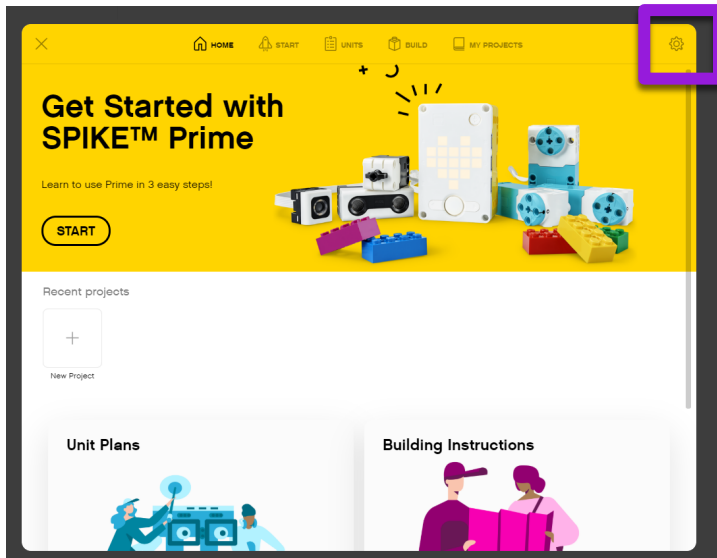 HOME
START
UNITS
BUILD
MY PROJECTS
Get Started with
SPIKE™ Prime
Learn to use Prime in 3 easy steps!
START
Recent projects
New Project
Unit Plans
Building Instructions